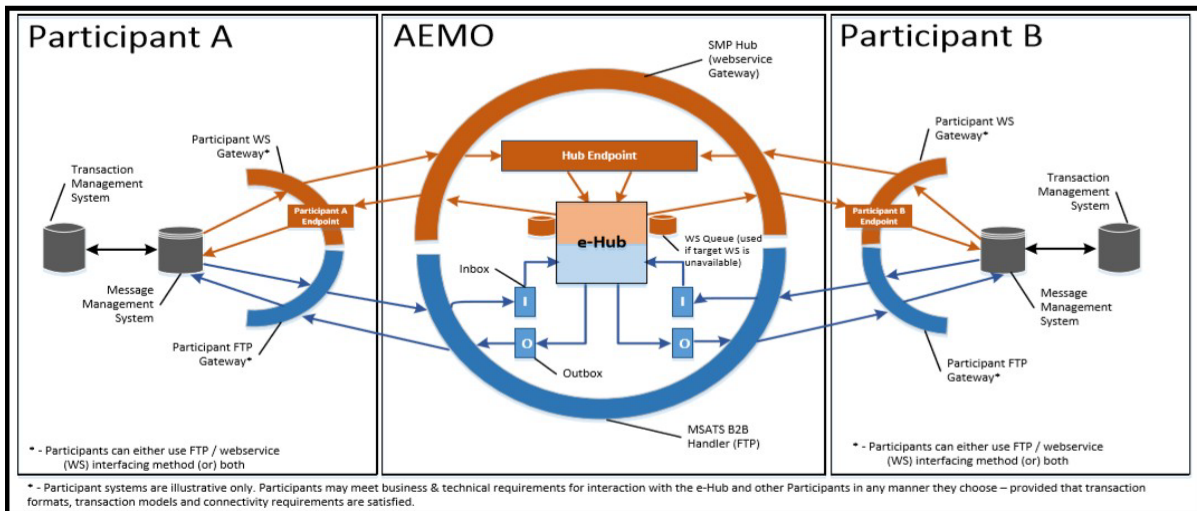 Participant A
AEMO
Participant B
SMP Hub
(webservice
Gateway)
Participant WS
Gateway*
Participant WS
Gateway*
Transaction
Management
System
Hub Endpoint
Transaction
Management
System
Participant A
Endpoint
Participant B
Endpoint
e-Hub
WS Queue (used
if target WS is
unavailable)
Inbox
I
I
Message
Management
System
Message
Management
System
O
O
Outbox
Participant FTP
Gateway*
Participant FTP
Gateway*
MSATS B2B
Handler (FTP)
* - Participants can either use FTP / webservice
(WS) interfacing method (or) both
* - Participants can either use FTP / webservice
(WS) interfacing method (or) both
* - Participant systems are illustrative only. Participants may meet business & technical requirements for interaction with the e-Hub and other Participants in any manner they choose – provided that transaction
formats, transaction models and connectivity requirements are satisfied.